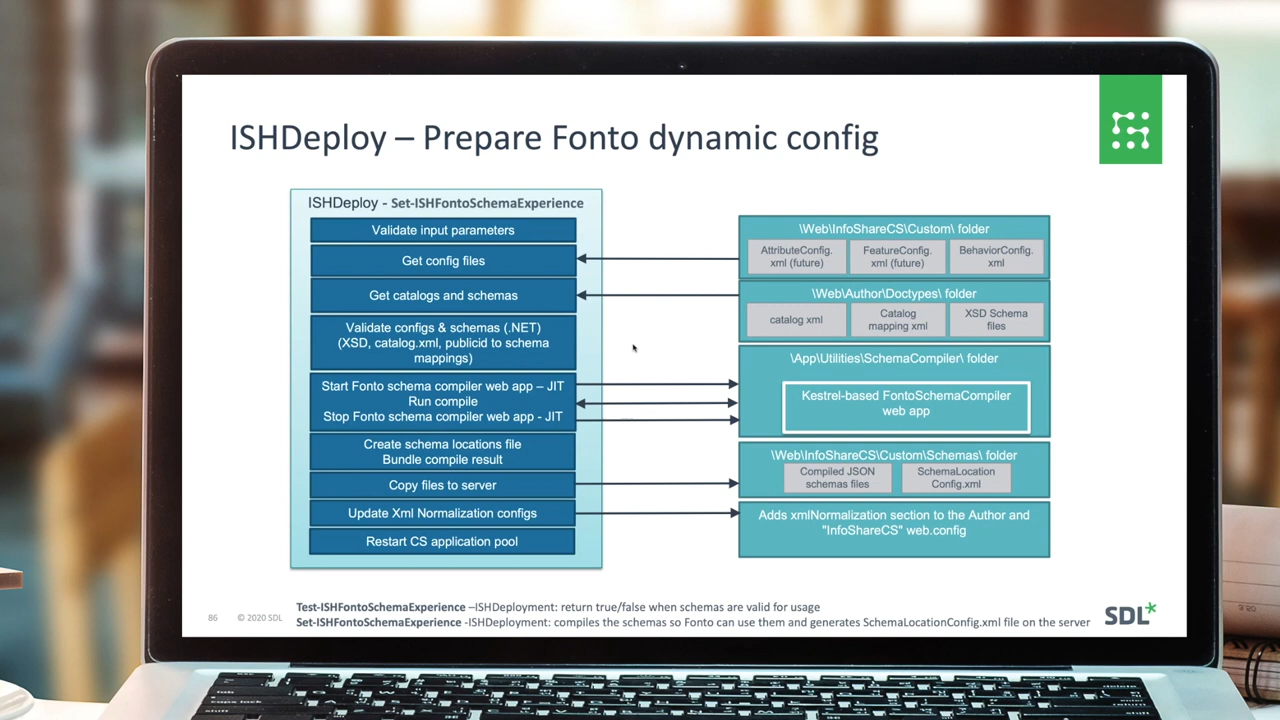 ISHDeploy – Prepare Fonto dynamic config
ISHDeploy - Set-ISHFontoSchemaExperience
Validate input parameters
Get config files
Get catalogs and schemas
Validate configs & schemas (.NET)
(XSD, catalog.xml, publicid to schema
mappings)
Start Fonto schema compiler web app – JIT
Run compile
Stop Fonto schema compiler web app - JIT
Create schema locations file
Bundle compile result
Copy files to server
Update Xml Normalization configs
Restart CS application pool
\Web\InfoShareCS\Custom\ folder
AttributeConfig.
xml (future)
FeatureConfig.
xml (future)
BehaviorConfig.
xml
\Web\Author\Doctypes\ folder
catalog xml
Catalog
mapping xml
XSD Schema
files
\App\Utilities\SchemaCompiler\ folder
Kestrel-based FontoSchemaCompiler
web app
\Web\InfoShareCS\Custom\Schemas\ folder
Compiled JSON
schemas files
SchemaLocation
Config.xml
Adds xmlNormalization section to the Author and
"InfoShareCS" web.config
86 © 2020 SDL
Test-ISHFontoSchemaExperience –ISHDeployment: return true/false when schemas are valid for usage
Set-ISHFontoSchemaExperience -ISHDeployment: compiles the schemas so Fonto can use them and generates SchemaLocationConfig.xml file on the server
SDL*
tab
caps lock
shift
delete
return
shift